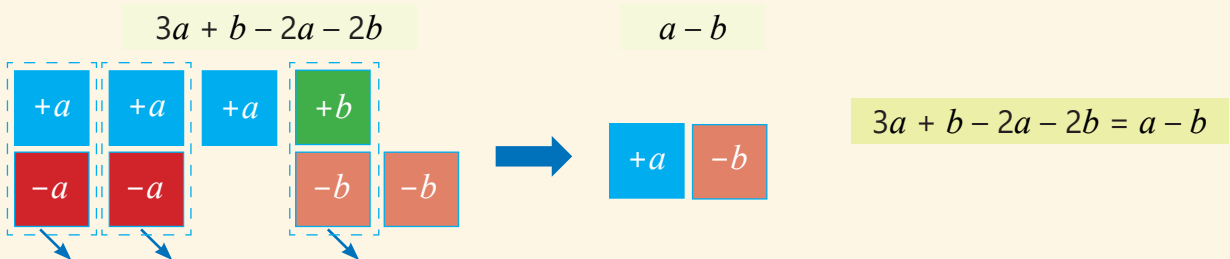 3a + b – 2a – 2b
a – b
+a +a +a +b
3a + b – 2a – 2b = a – b
+a –b
–a –a –b –b